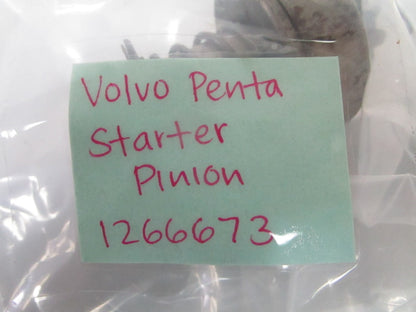 Volvo Penta
Starter
Pinion
1266673